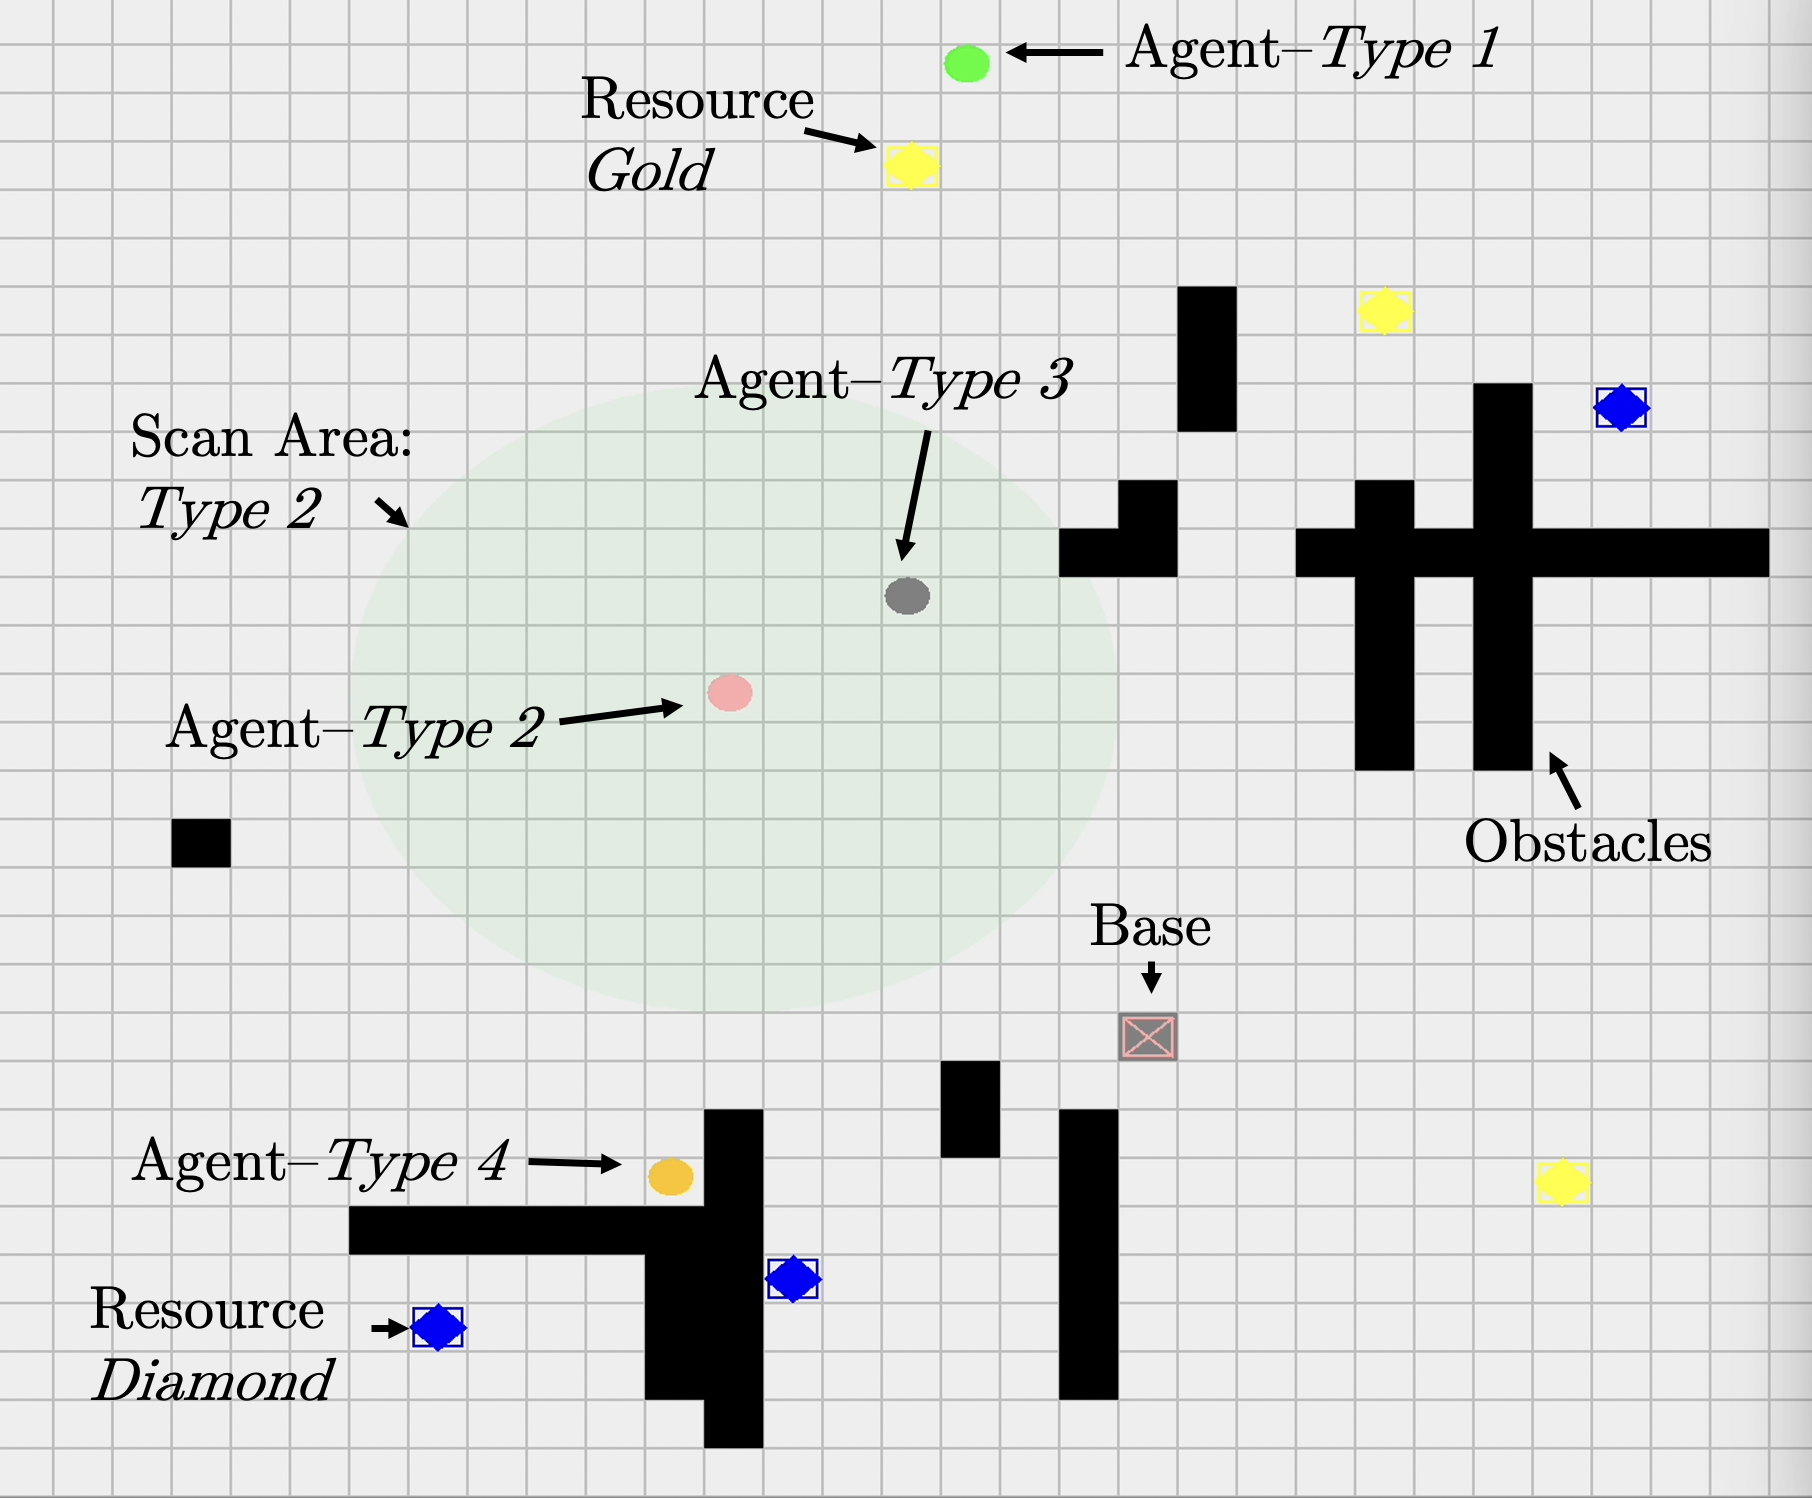 Agent–Type 1
Resource
Gold
Agent–Type 3
Scan Area:
Type 2
Agent–Type 2
Obstacles
Base
Agent–Type 4
Resource
Diamond